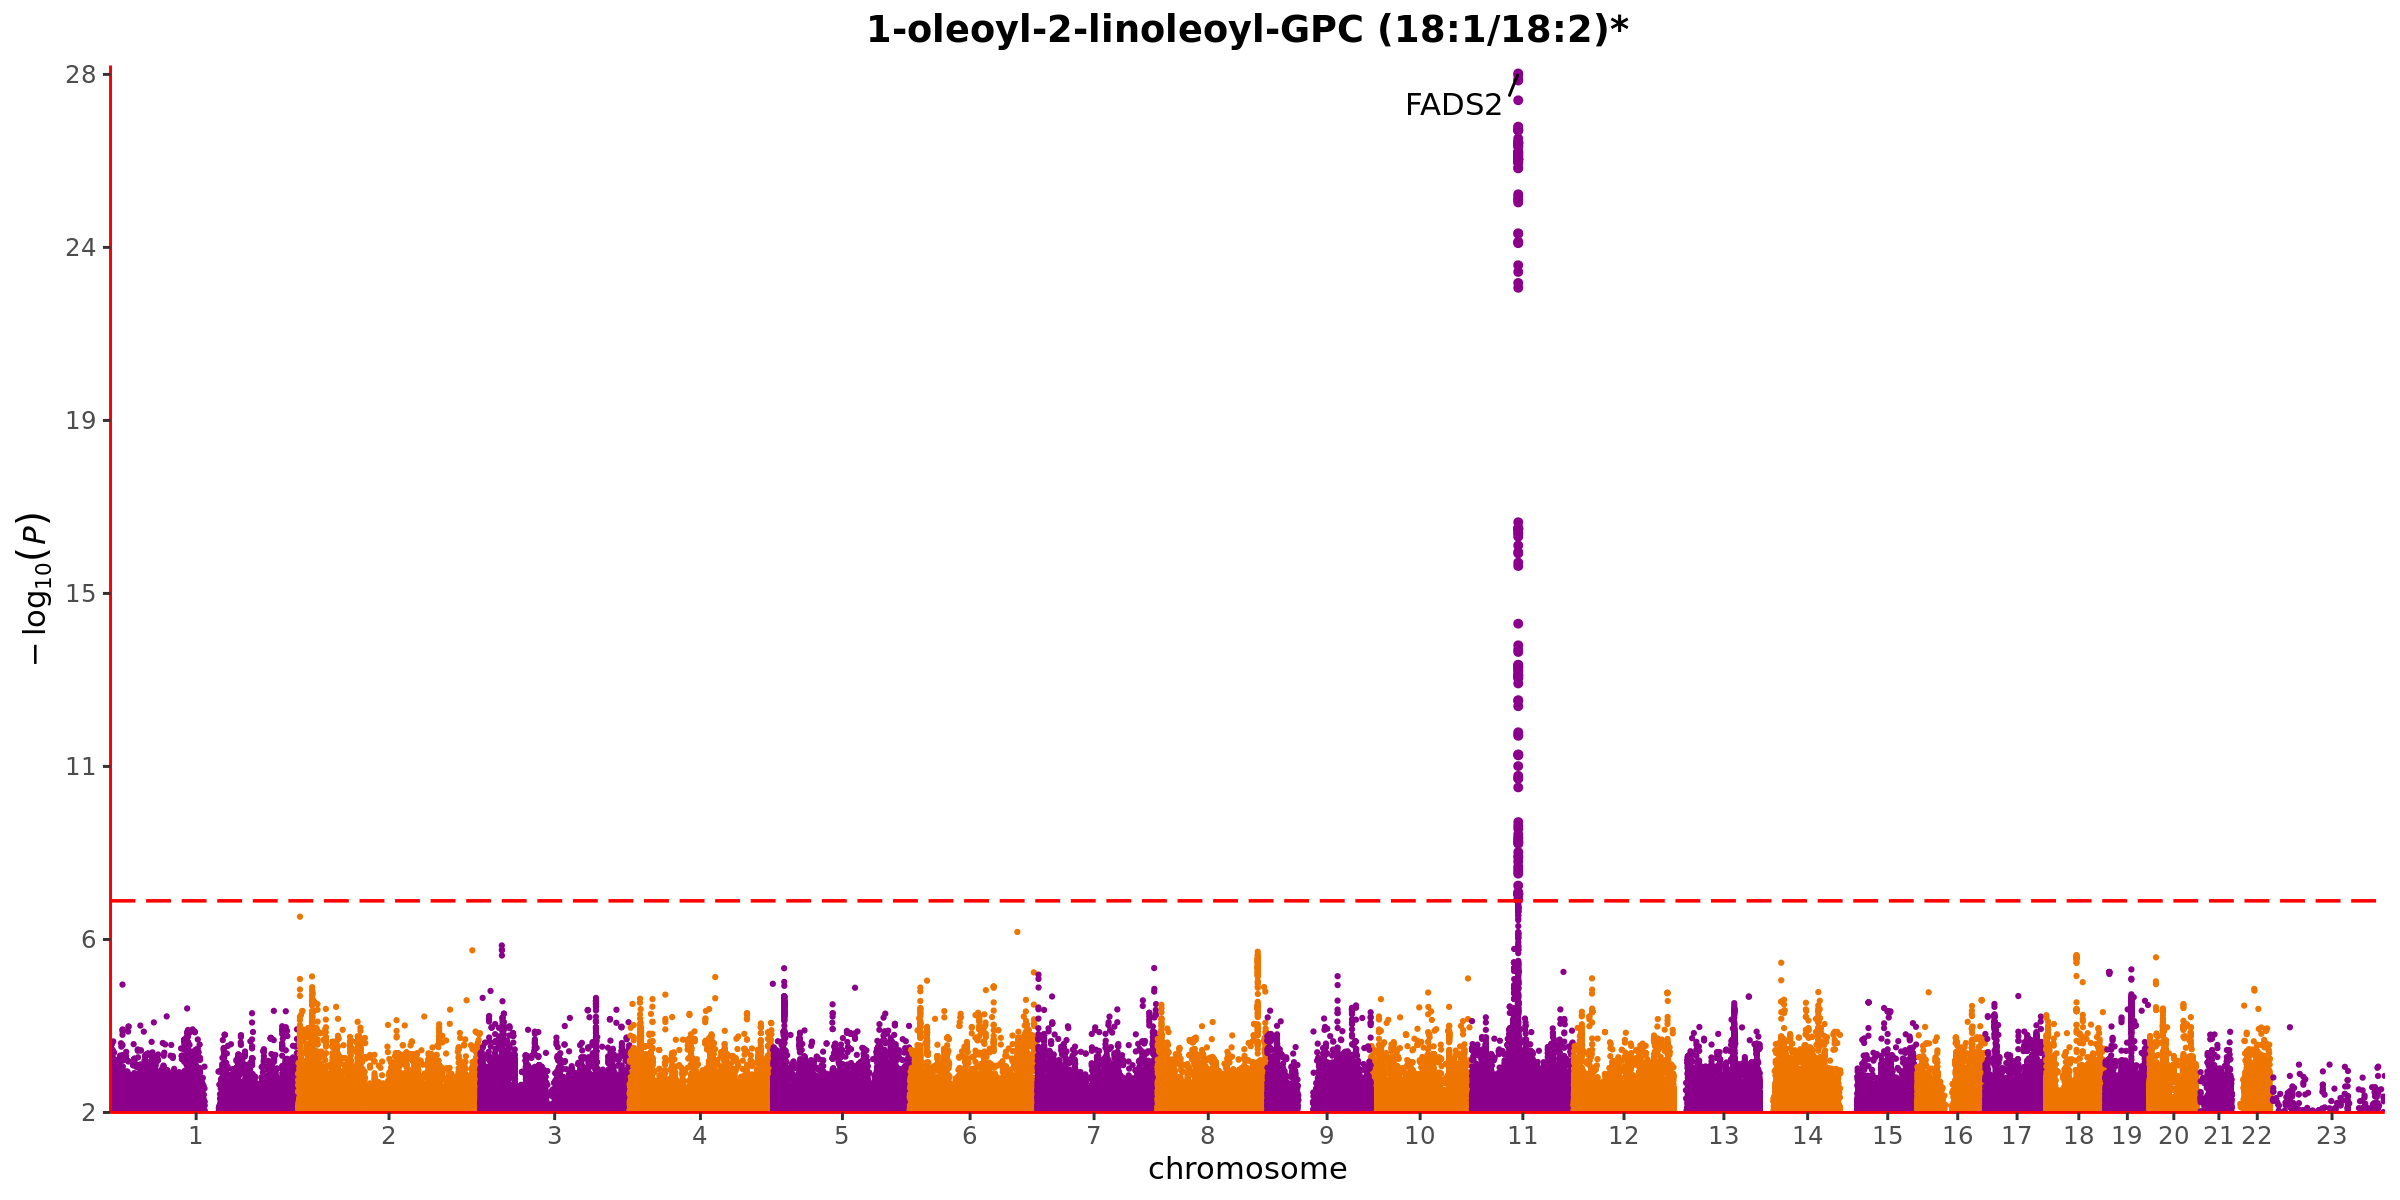 1-oleoyl-2-linoleoyl-GPC (18:1/18:2)*
28
FADS2
24
19
15
11
6
2
− log10(P)
1 2 3 4 5 6 7 8 9 10 11 12 13 14 15 16 17 18 19 20 21 22 23
chromosome